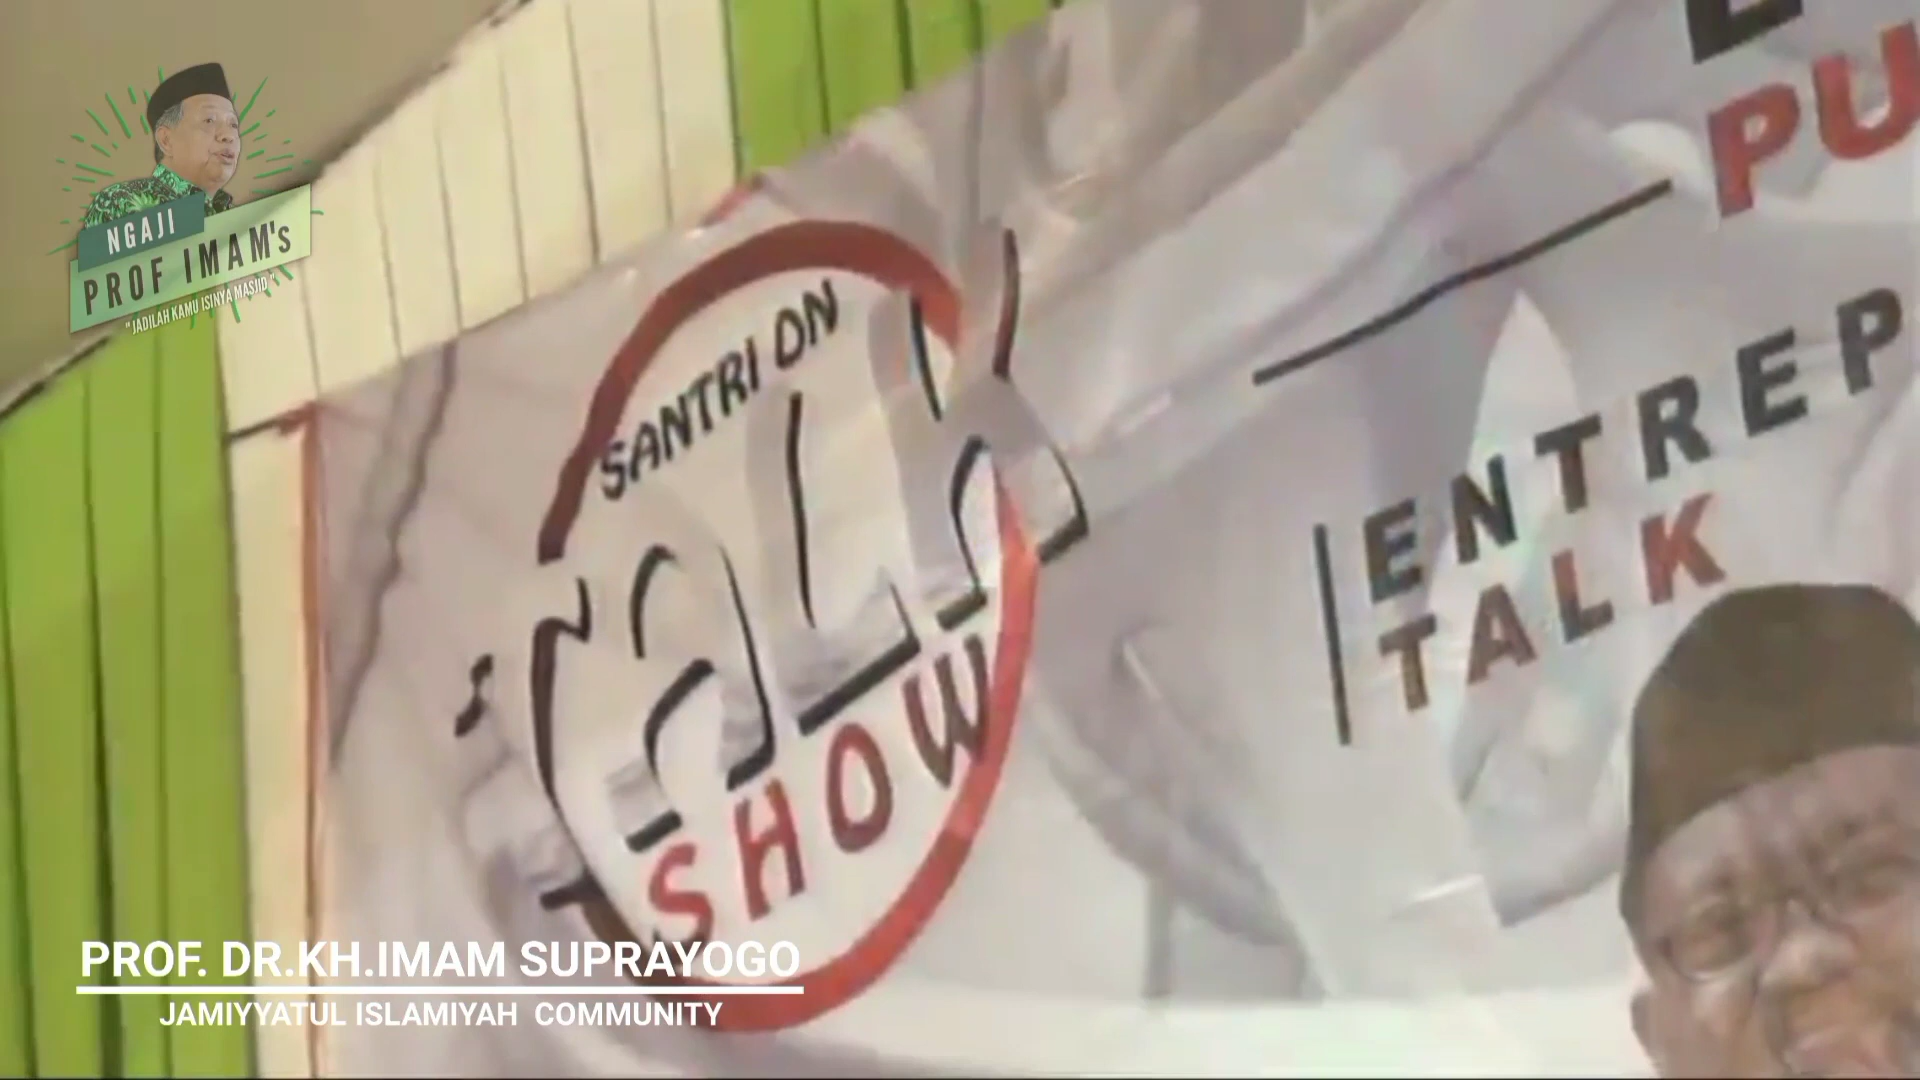 NGAJI
PROF IMAM's
"JADILAH KAMU ISINYA MASJID"
SANTRI ON
TALK
SHOW
PU
ENTREP
TALK
PROF. DR.KH.IMAM SUPRAYOGO
JAMIYYATUL ISLAMIYAH COMMUNITY